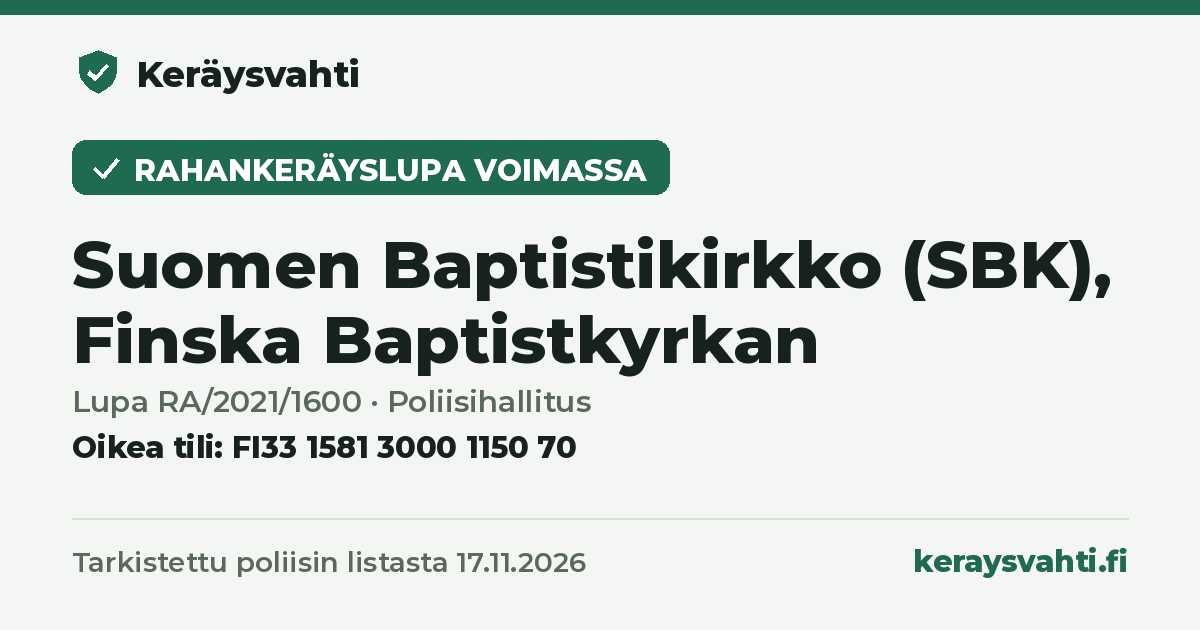 Keräysvahti
RAHANKERÄYSLUPA VOIMASSA
Suomen Baptistikirkko (SBK),
Finska Baptistkyrkan
Lupa RA/2021/1600 · Poliisihallitus
Oikea tili: FI33 1581 3000 1150 70
Tarkistettu poliisin listasta 17.11.2026
keraysvahti.fi